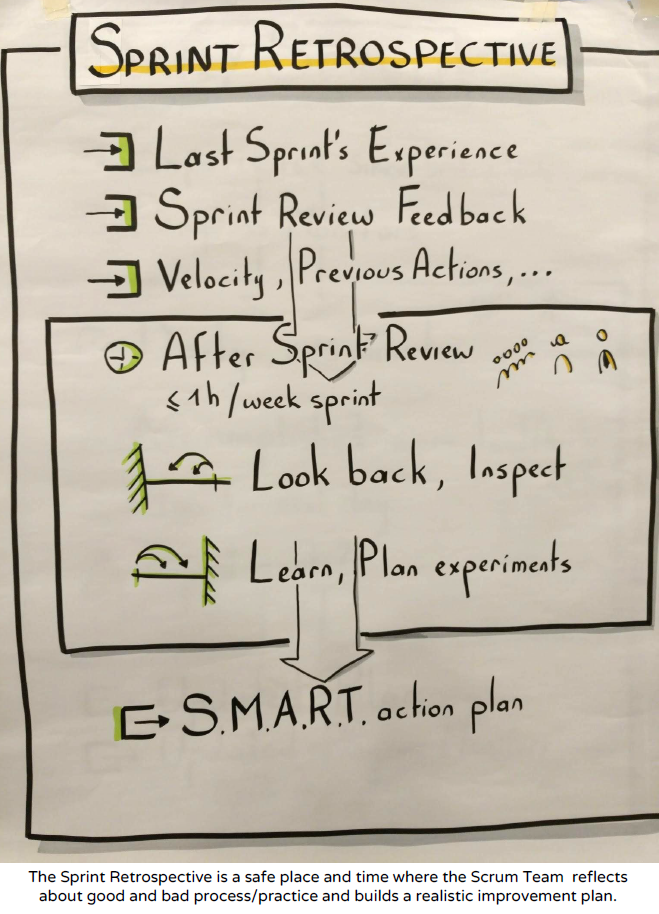 SPRINT RETROSPECTIVE
Last Sprint's Experience
Sprint Review Feedback
Velocity, Previous Actions, ...
After Sprint Review
≤ 1h / week sprint
Look back, Inspect
Learn, Plan experiments
S.M.A.R.T. action plan
The Sprint Retrospective is a safe place and time where the Scrum Team reflects
about good and bad process/practice and builds a realistic improvement plan.